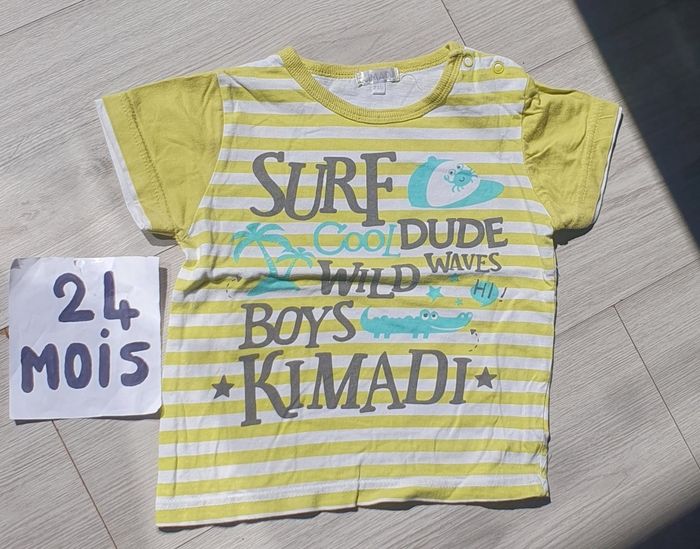 SURF
COOL DUDE
WILD WAVES
HI!
BOYS
KIMADI
24
MOIS